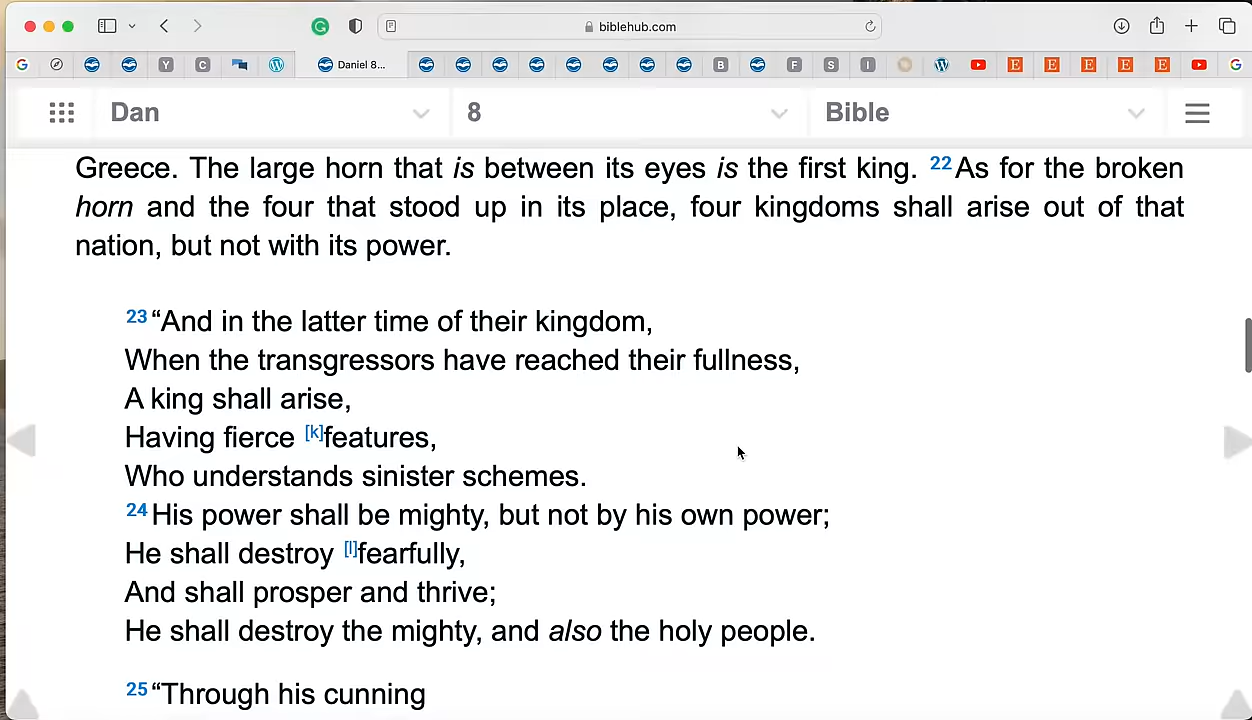 biblehub.com
Daniel 8...
Dan 8 Bible
Greece. The large horn that is between its eyes is the first king. 22 As for the broken
horn and the four that stood up in its place, four kingdoms shall arise out of that
nation, but not with its power.
23 “And in the latter time of their kingdom,
When the transgressors have reached their fullness,
A king shall arise,
Having fierce [k]features,
Who understands sinister schemes.
24 His power shall be mighty, but not by his own power;
He shall destroy [l]fearfully,
And shall prosper and thrive;
He shall destroy the mighty, and also the holy people.
25 “Through his cunning